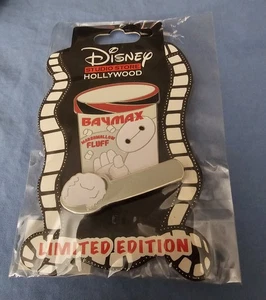 Disney
STUDIO STORE
HOLLYWOOD
BAYMAX
MARSHMALLOW
FLUFF
LIMITED EDITION